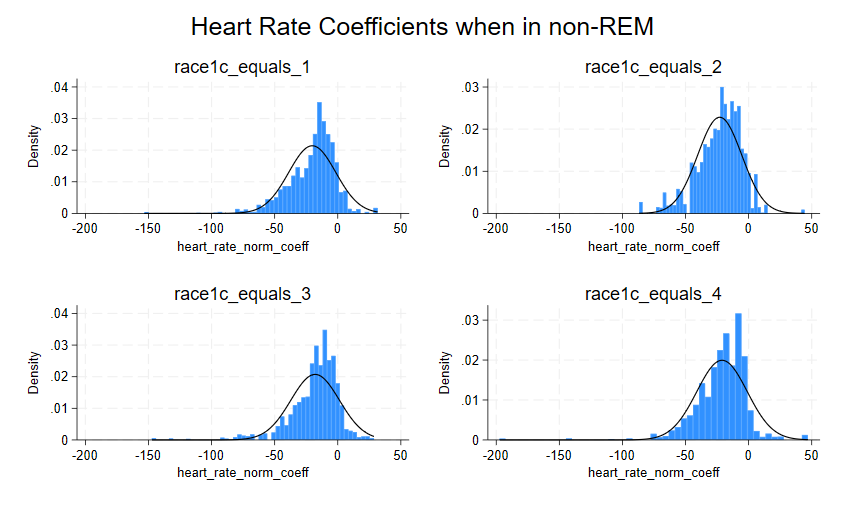 Heart Rate Coefficients when in non-REM
race1c_equals_1
Density
.04
.03
.02
.01
0
-200 -150 -100 -50 0 50
heart_rate_norm_coeff
race1c_equals_2
Density
.03
.02
.01
0
-200 -150 -100 -50 0 50
heart_rate_norm_coeff
race1c_equals_3
Density
.04
.03
.02
.01
0
-200 -150 -100 -50 0 50
heart_rate_norm_coeff
race1c_equals_4
Density
.03
.02
.01
0
-200 -150 -100 -50 0 50
heart_rate_norm_coeff